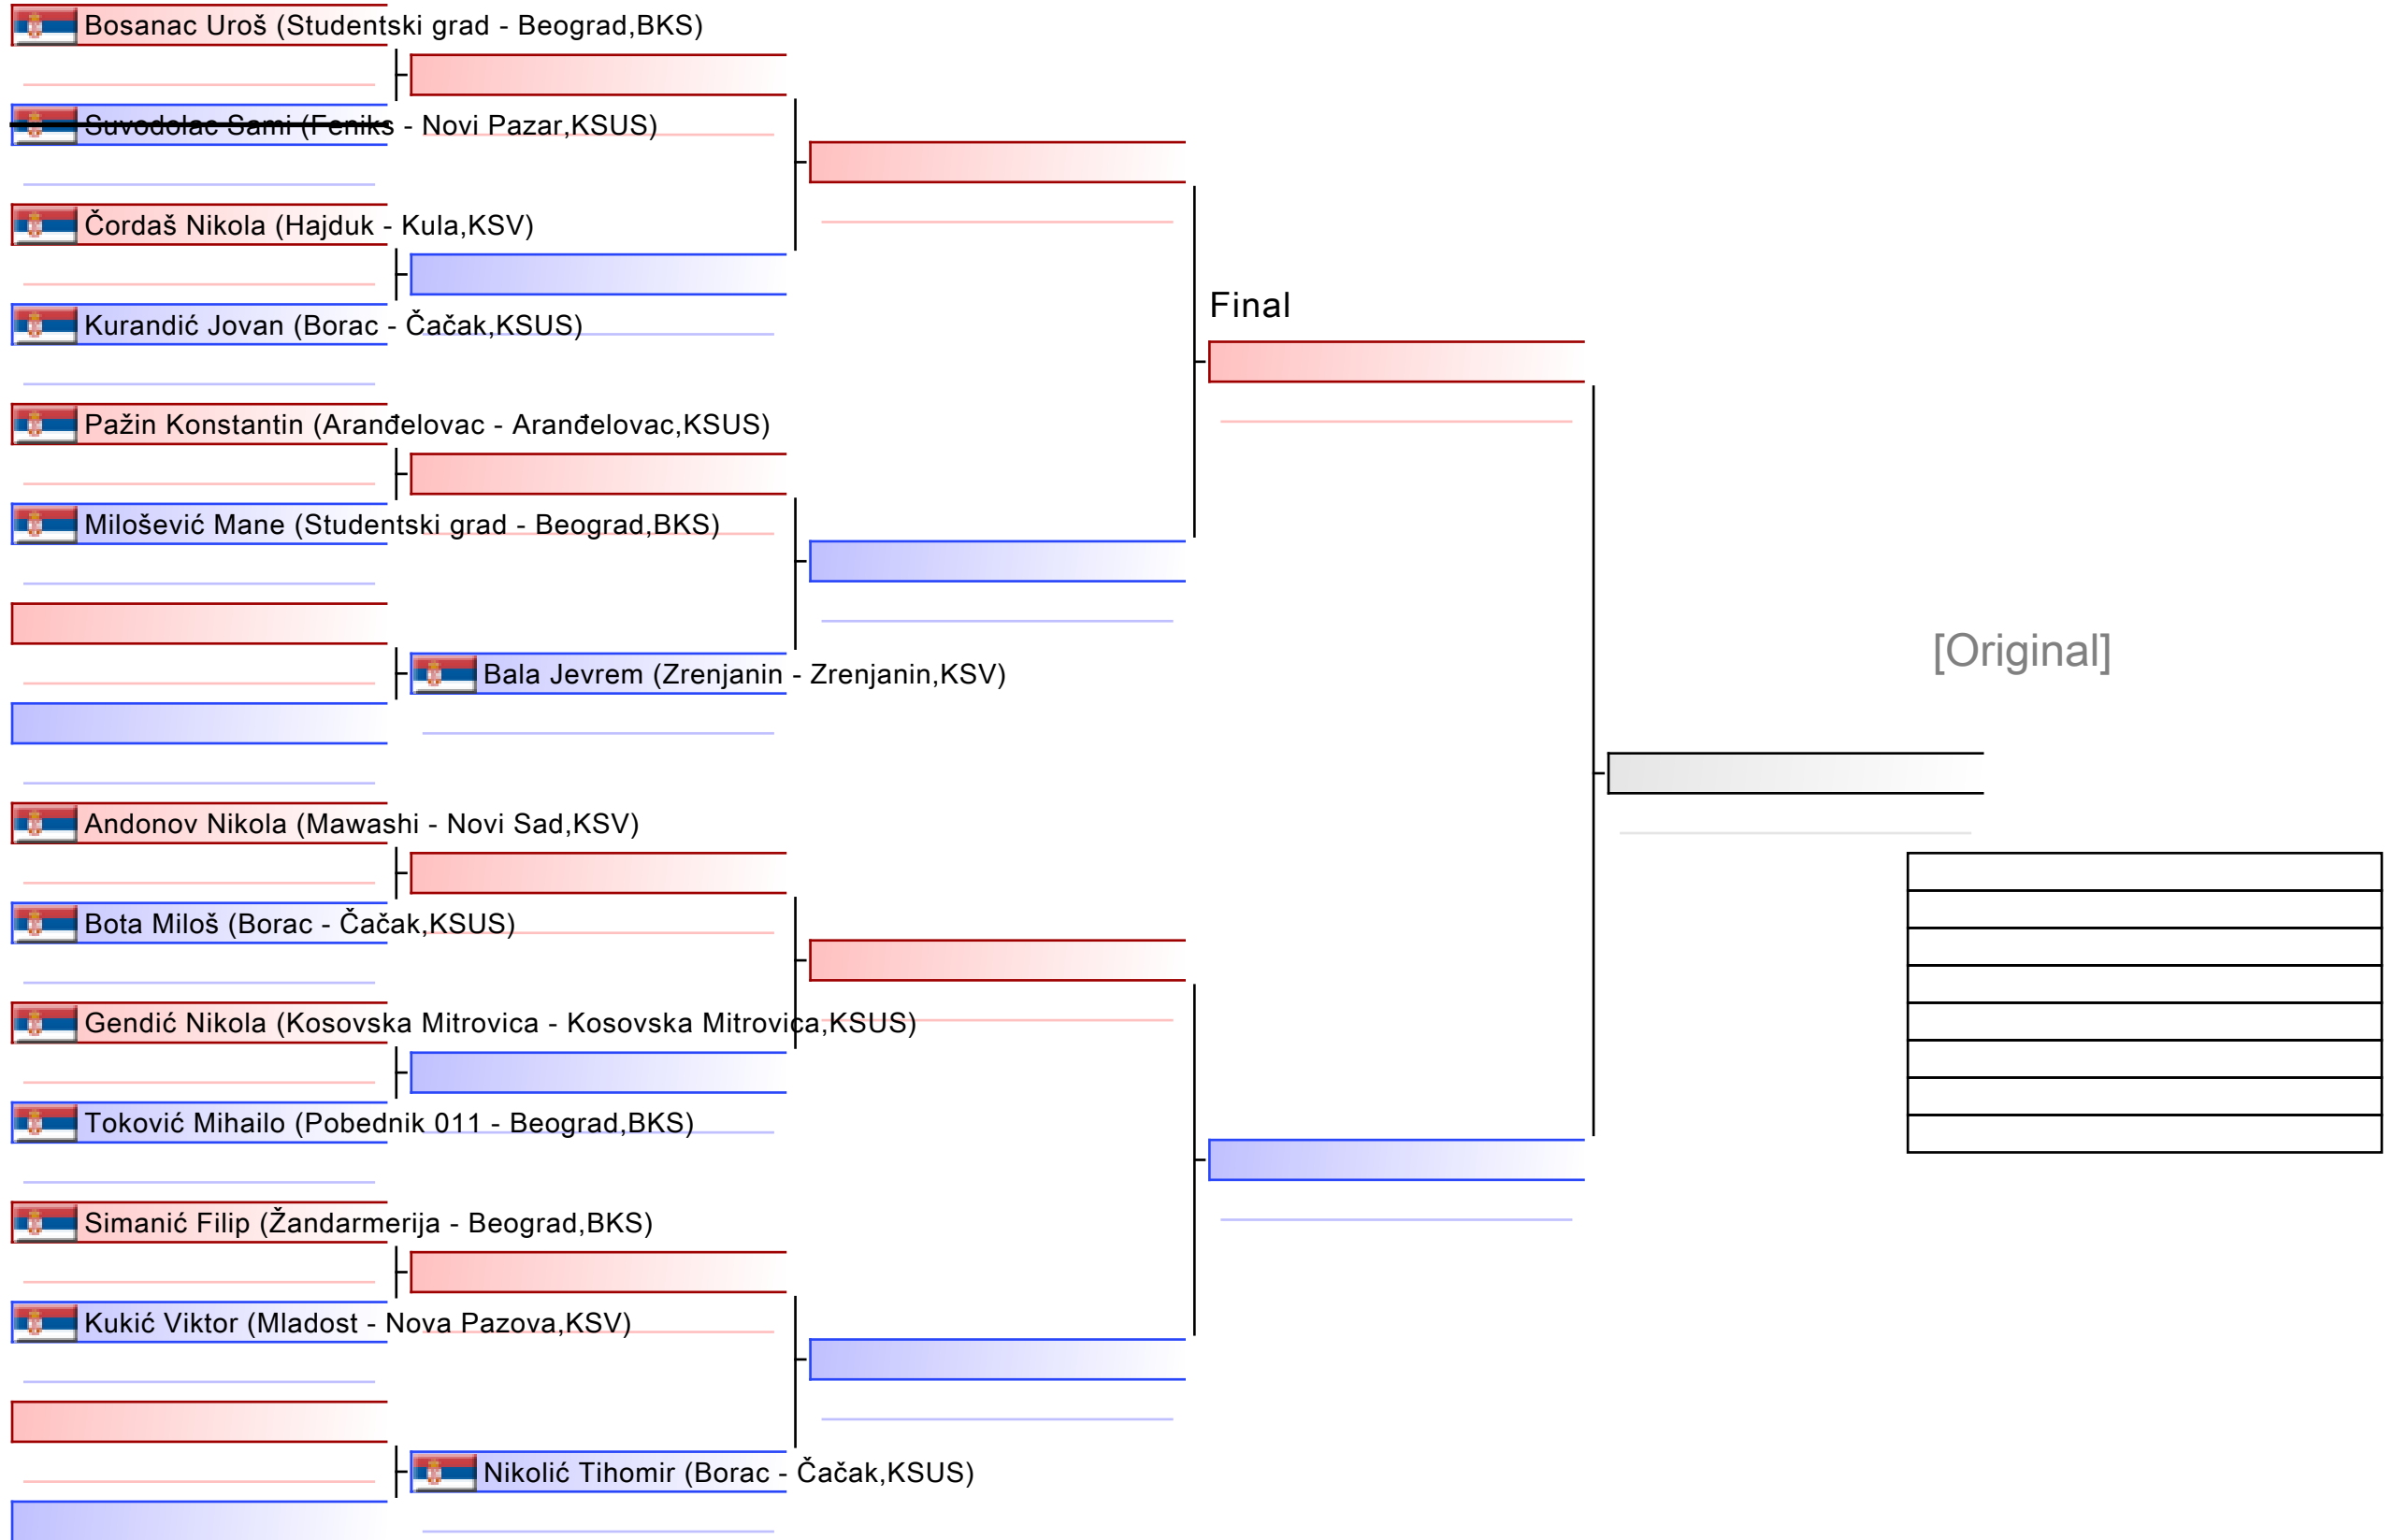 Bosanac Uroš (Studentski grad - Beograd,BKS)
Suvodolac Sami (Feniks - Novi Pazar,KSUS)
Čordaš Nikola (Hajduk - Kula,KSV)
Final
Kurandić Jovan (Borac - Čačak,KSUS)
Pažin Konstantin (Aranđelovac - Aranđelovac,KSUS)
Milošević Mane (Studentski grad - Beograd,BKS)
[Original]
Bala Jevrem (Zrenjanin - Zrenjanin,KSV)
Andonov Nikola (Mawashi - Novi Sad,KSV)
Bota Miloš (Borac - Čačak,KSUS)
Gendić Nikola (Kosovska Mitrovica - Kosovska Mitrovica,KSUS)
Toković Mihailo (Pobednik 011 - Beograd,BKS)
Simanić Filip (Žandarmerija - Beograd,BKS)
Kukić Viktor (Mladost - Nova Pazova,KSV)
Nikolić Tihomir (Borac - Čačak,KSUS)